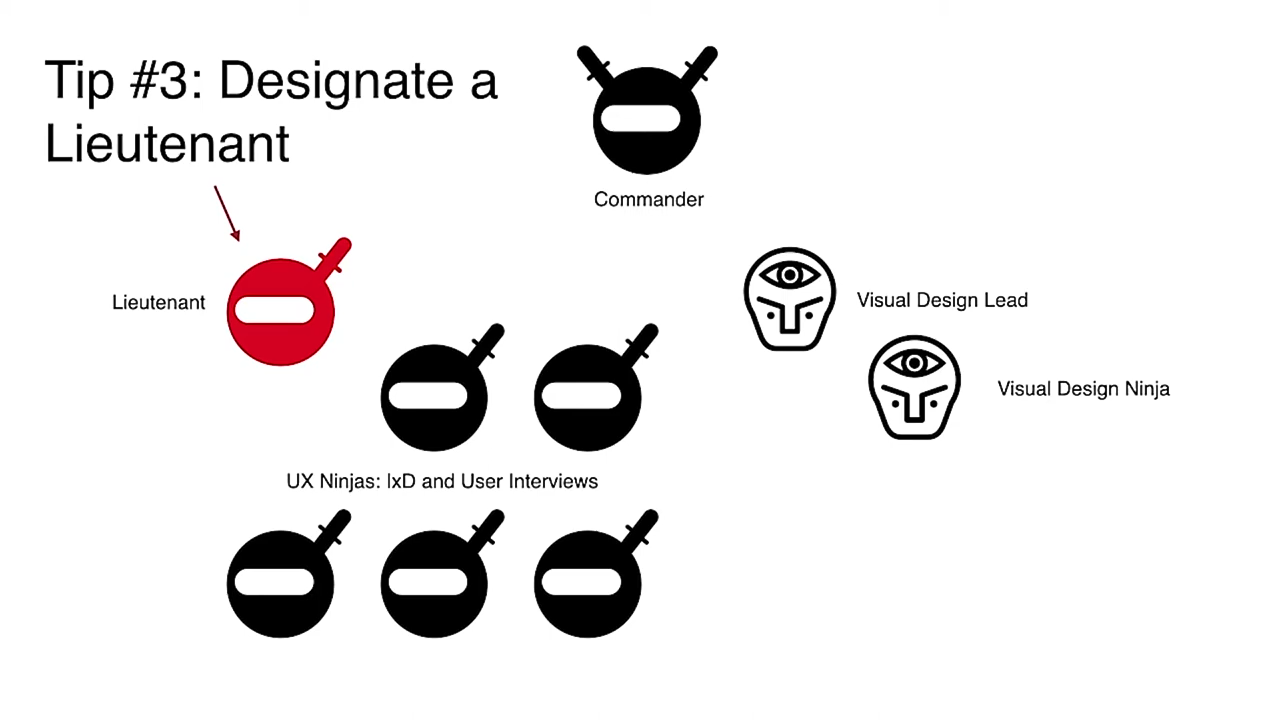 Tip #3: Designate a
Lieutenant
Commander
Lieutenant
Visual Design Lead
Visual Design Ninja
UX Ninjas: IxD and User Interviews